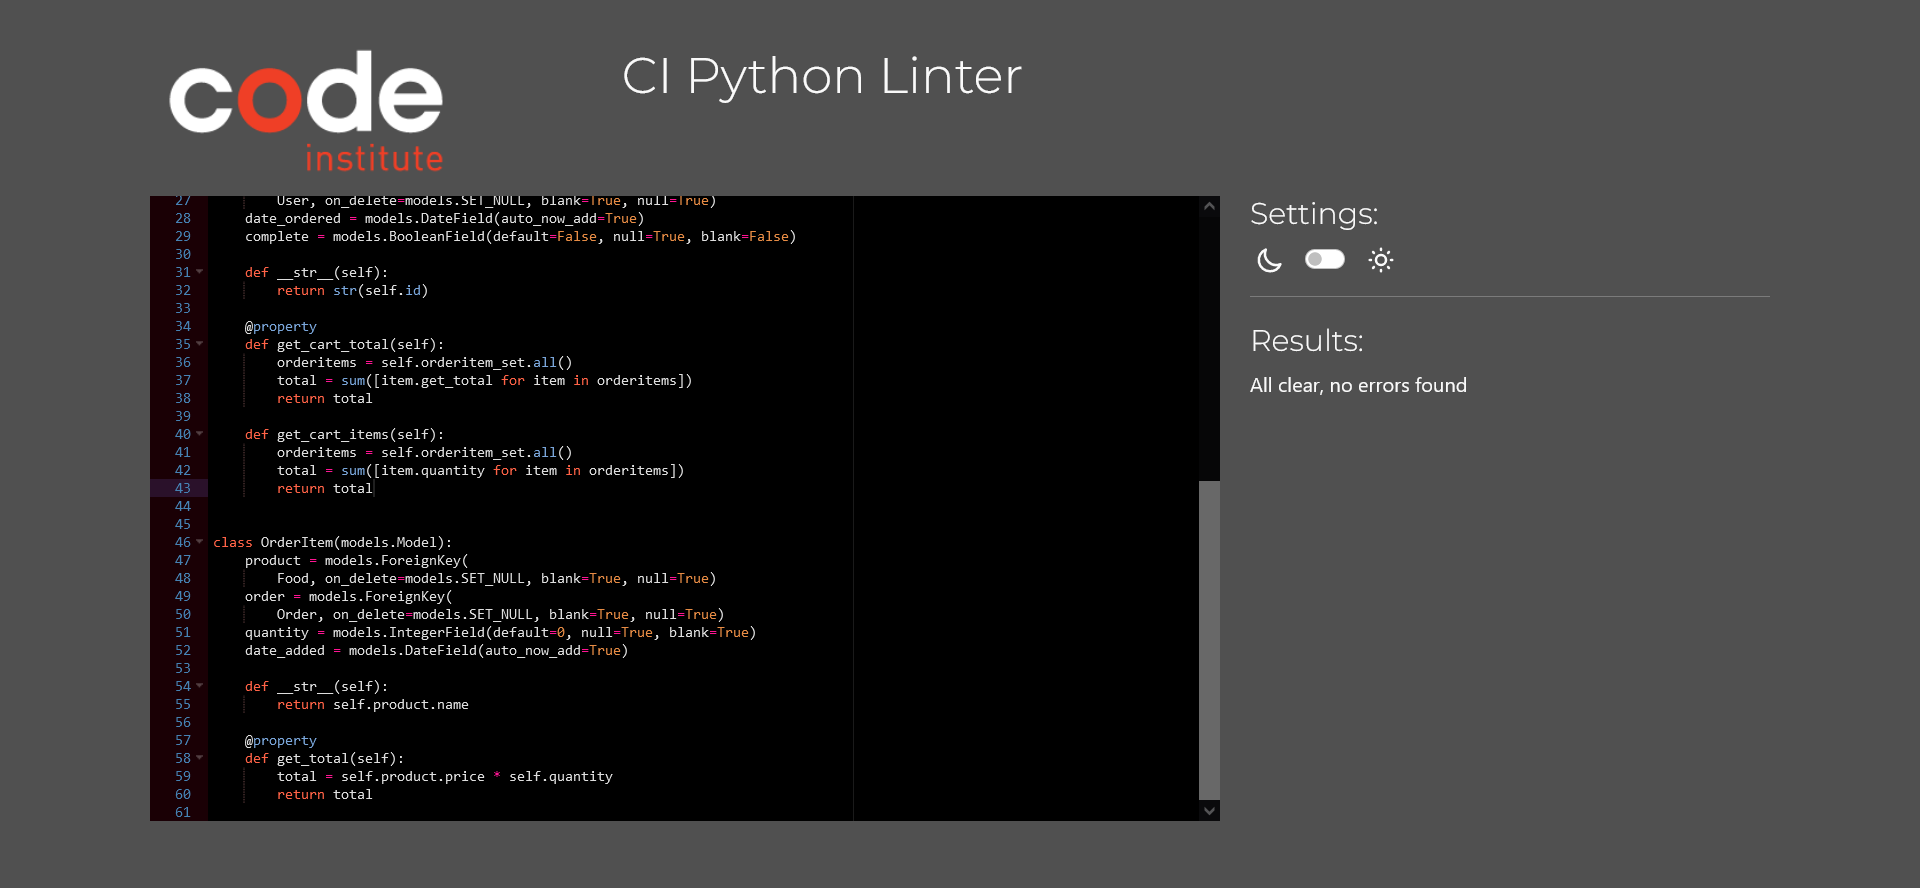 code
institute
CI Python Linter
27 User, on_delete=models.SET_NULL, blank=True, null=True)
28 date_ordered = models.DateField(auto_now_add=True)
29 complete = models.BooleanField(default=False, null=True, blank=False)
30
31 def __str__(self):
32 return str(self.id)
33
34 @property
35 def get_cart_total(self):
36 orderitems = self.orderitem_set.all()
37 total = sum([item.get_total for item in orderitems])
38 return total
39
40 def get_cart_items(self):
41 orderitems = self.orderitem_set.all()
42 total = sum([item.quantity for item in orderitems])
43 return total
44
45
46 class OrderItem(models.Model):
47 product = models.ForeignKey(
48 Food, on_delete=models.SET_NULL, blank=True, null=True)
49 order = models.ForeignKey(
50 Order, on_delete=models.SET_NULL, blank=True, null=True)
51 quantity = models.IntegerField(default=0, null=True, blank=True)
52 date_added = models.DateField(auto_now_add=True)
53
54 def __str__(self):
55 return self.product.name
56
57 @property
58 def get_total(self):
59 total = self.product.price * self.quantity
60 return total
61
Settings:
Results:
All clear, no errors found